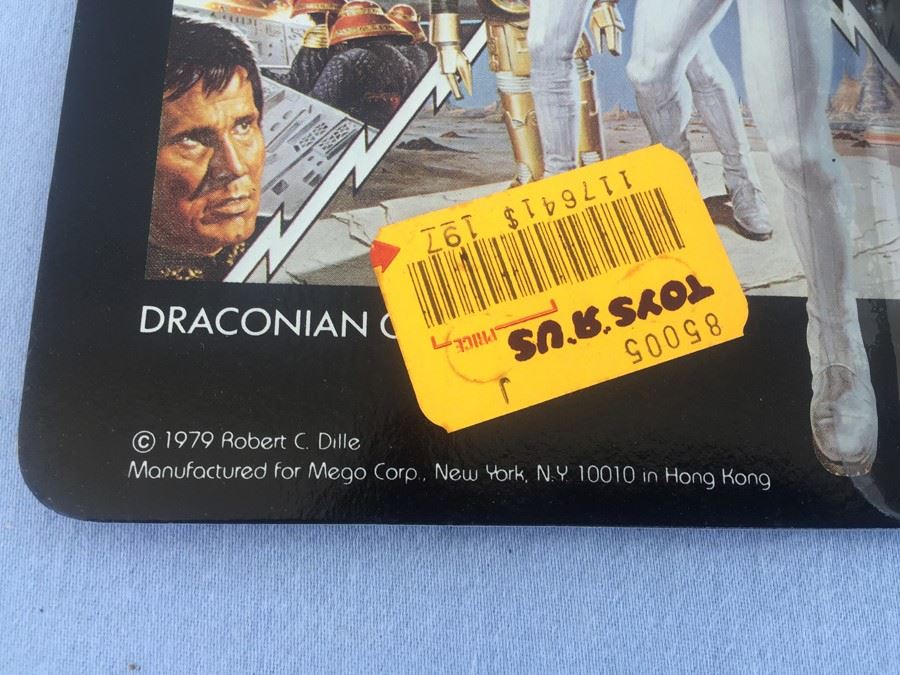 DRACONIAN
© 1979 Robert C. Dille
Manufactured for Mego Corp., New York, N.Y. 10010 in Hong Kong
85005
TOYS "R" US
PRICE
117641$ 197